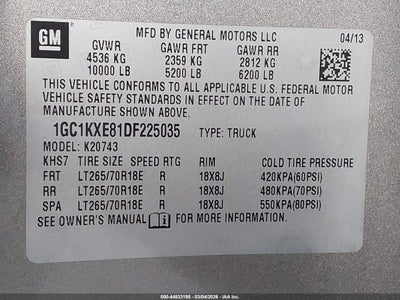 GM
MFD BY GENERAL MOTORS LLC
04/13
GVWR GAWR FRT GAWR RR
4536 KG 2359 KG 2812 KG
10000 LB 5200 LB 6200 LB
THIS VEHICLE CONFORMS TO ALL APPLICABLE
U.S. FEDERAL MOTOR
VEHICLE SAFETY STANDARDS IN EFFECT ON THE DATE OF
MANUFACTURE SHOWN ABOVE.
1GC1KXE81DF225035 TYPE: TRUCK
MODEL: K20743
KHS7 TIRE SIZE SPEED RTG RIM COLD TIRE PRESSURE
FRT LT265/70R18E R 18X8J 420KPA(60PSI)
RR LT265/70R18E R 18X8J 480KPA(70PSI)
SPA LT265/70R18E R 18X8J 550KPA(80PSI)
SEE OWNER'S MANUAL FOR MORE INFORMATION.
000-44533195 - 03/04/2026 - IAA Inc.